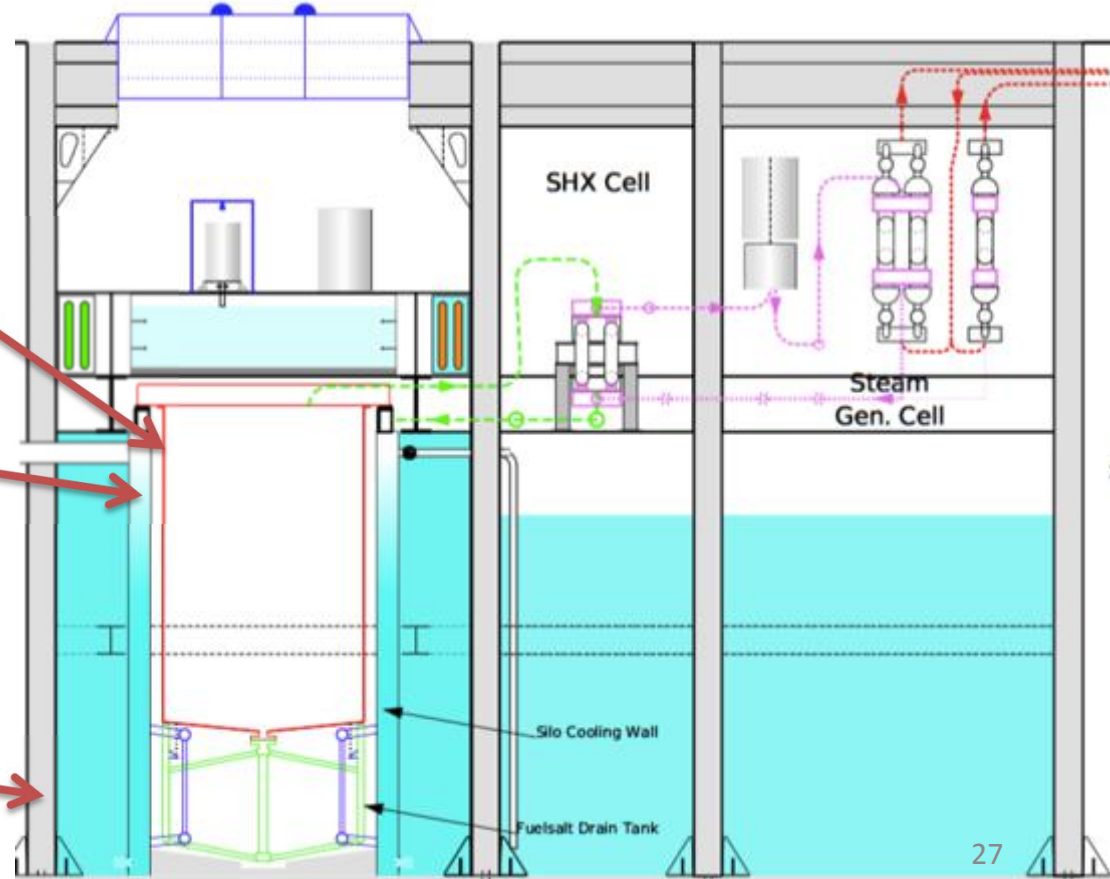 SHX Cell
Steam
Gen. Cell
Silo Cooling Wall
Fuelsalt Drain Tank
27